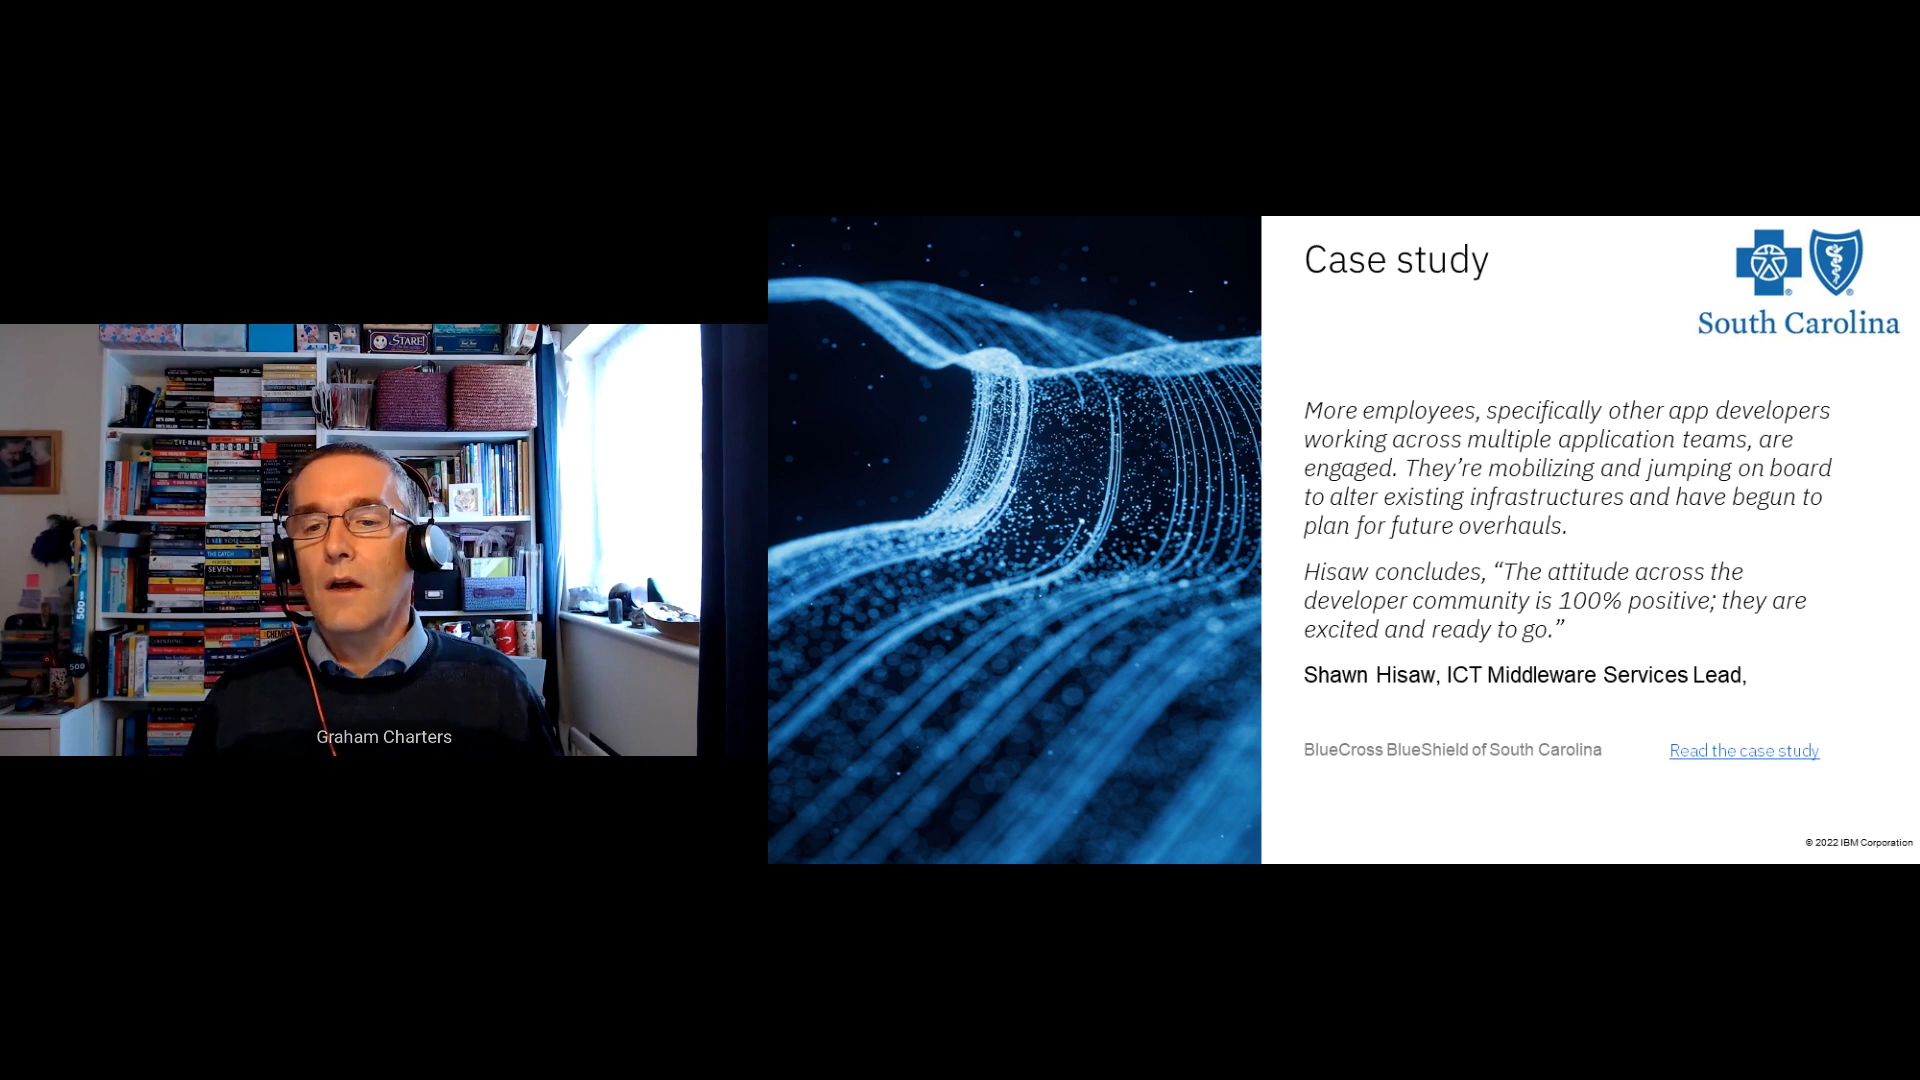 STARE!
SEVEN
THE CATCH
500
500
Graham Charters
Case study
South Carolina
More employees, specifically other app developers
working across multiple application teams, are
engaged. They’re mobilizing and jumping on board
to alter existing infrastructures and have begun to
plan for future overhauls.
Hisaw concludes, “The attitude across the
developer community is 100% positive; they are
excited and ready to go.”
Shawn Hisaw, ICT Middleware Services Lead,
BlueCross BlueShield of South Carolina
Read the case study
© 2022 IBM Corporation